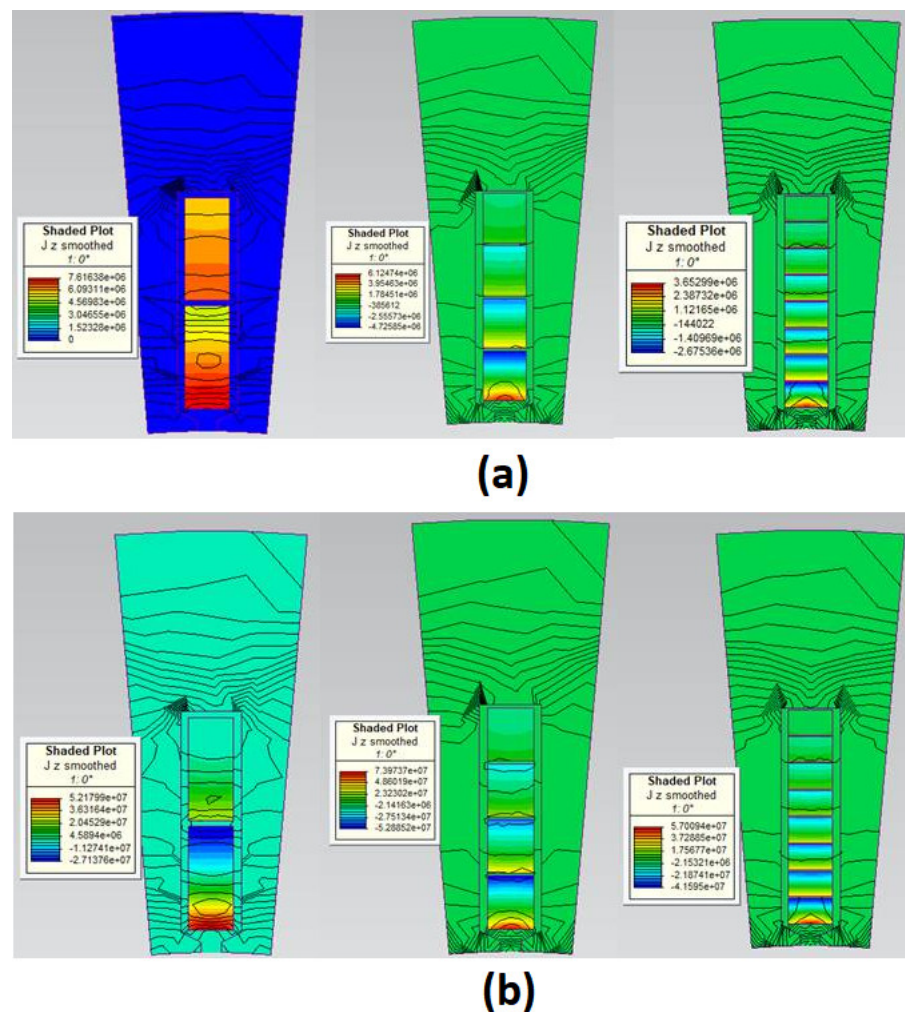 Shaded Plot
J z smoothed
1: 0°
7.61638e+06
6.09311e+06
4.56983e+06
3.04655e+06
1.52328e+06
0
Shaded Plot
J z smoothed
1: 0°
6.12474e+06
3.95463e+06
1.78451e+06
-385612
-2.55573e+06
-4.72585e+06
Shaded Plot
J z smoothed
1: 0°
3.65299e+06
2.38732e+06
1.12165e+06
-144022
-1.40969e+06
-2.67536e+06
(a)
Shaded Plot
J z smoothed
1: 0°
5.21799e+07
3.63164e+07
2.04529e+07
4.5894e+06
-1.12741e+07
-2.71376e+07
Shaded Plot
J z smoothed
1: 0°
7.39737e+07
4.86019e+07
2.32302e+07
-2.14163e+06
-2.75134e+07
-5.28852e+07
Shaded Plot
J z smoothed
1: 0°
5.70094e+07
3.72885e+07
1.75677e+07
-2.15321e+06
-2.18741e+07
-4.1595e+07
(b)